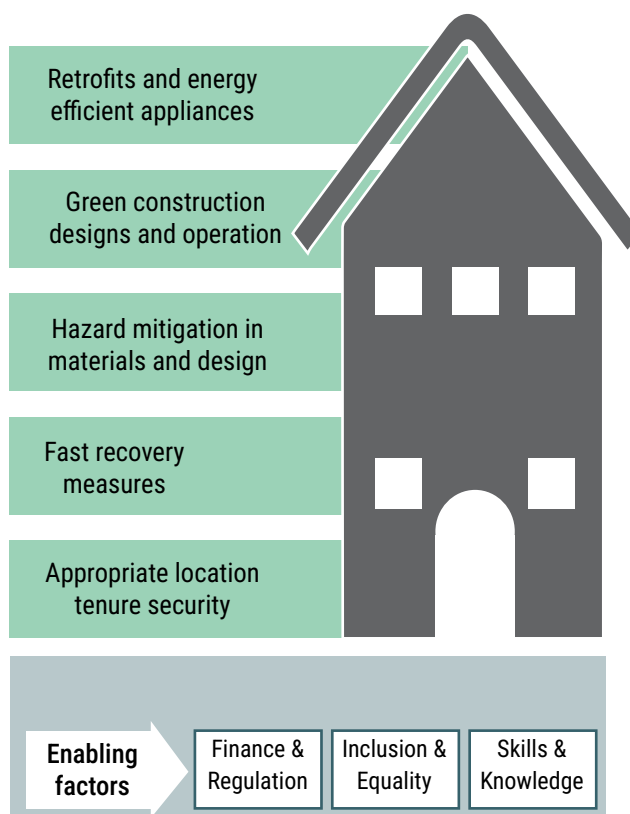 Retrofits and energy
efficient appliances
Green construction
designs and operation
Hazard mitigation in
materials and design
Fast recovery
measures
Appropriate location
tenure security
Enabling
factors
Finance &
Regulation
Inclusion &
Equality
Skills &
Knowledge